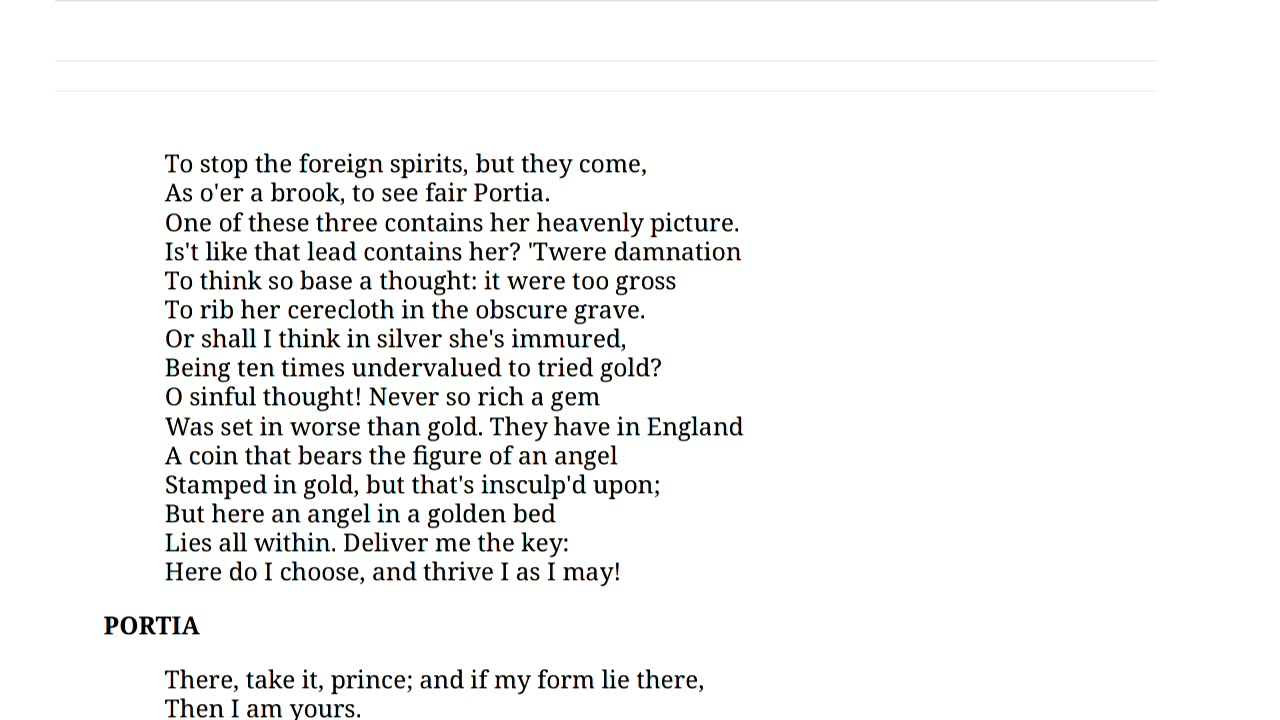 To stop the foreign spirits, but they come,
As o'er a brook, to see fair Portia.
One of these three contains her heavenly picture.
Is't like that lead contains her? 'Twere damnation
To think so base a thought: it were too gross
To rib her cerecloth in the obscure grave.
Or shall I think in silver she's immured,
Being ten times undervalued to tried gold?
O sinful thought! Never so rich a gem
Was set in worse than gold. They have in England
A coin that bears the figure of an angel
Stamped in gold, but that's insculp'd upon;
But here an angel in a golden bed
Lies all within. Deliver me the key:
Here do I choose, and thrive I as I may!
PORTIA
There, take it, prince; and if my form lie there,
Then I am yours.